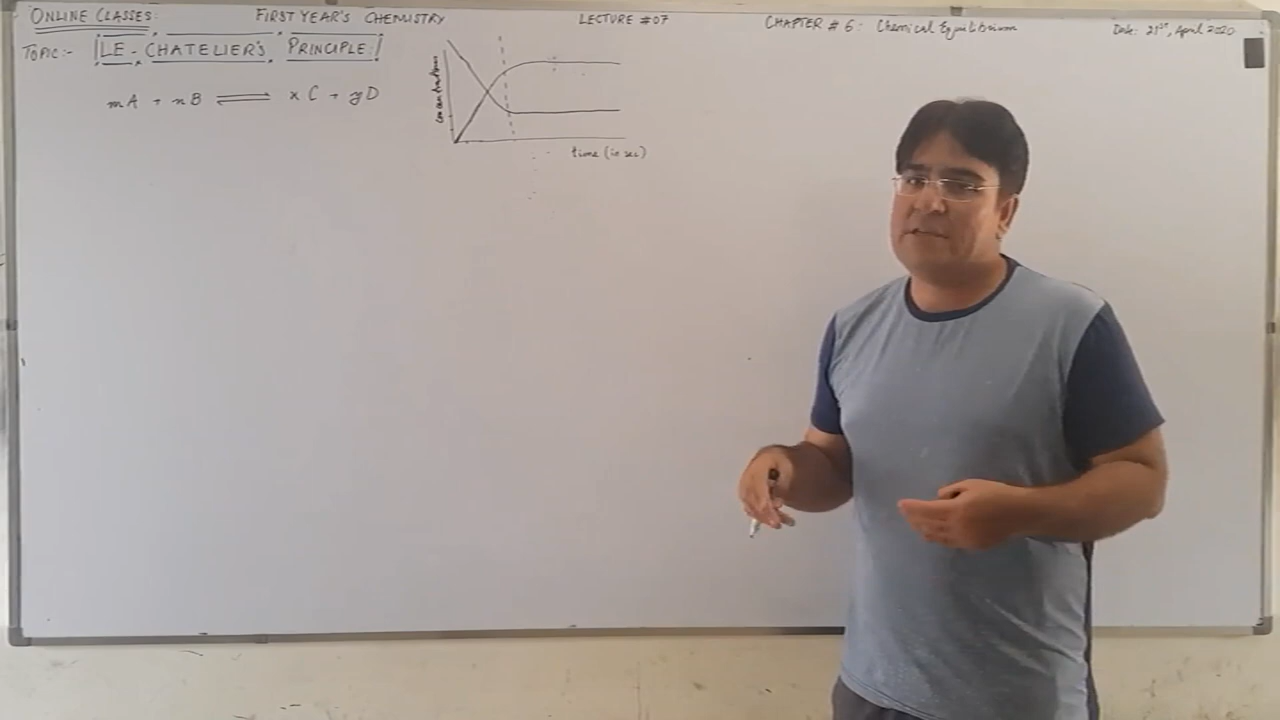 ONLINE CLASSES: FIRST YEAR'S CHEMISTRY LECTURE #07 CHAPTER # 6: Chemical Equilibrium Date: 21st, April 2020
TOPIC:- LE-CHATELIER'S PRINCIPLE:
mA + nB ⇌ xC + yD
time (in sec)